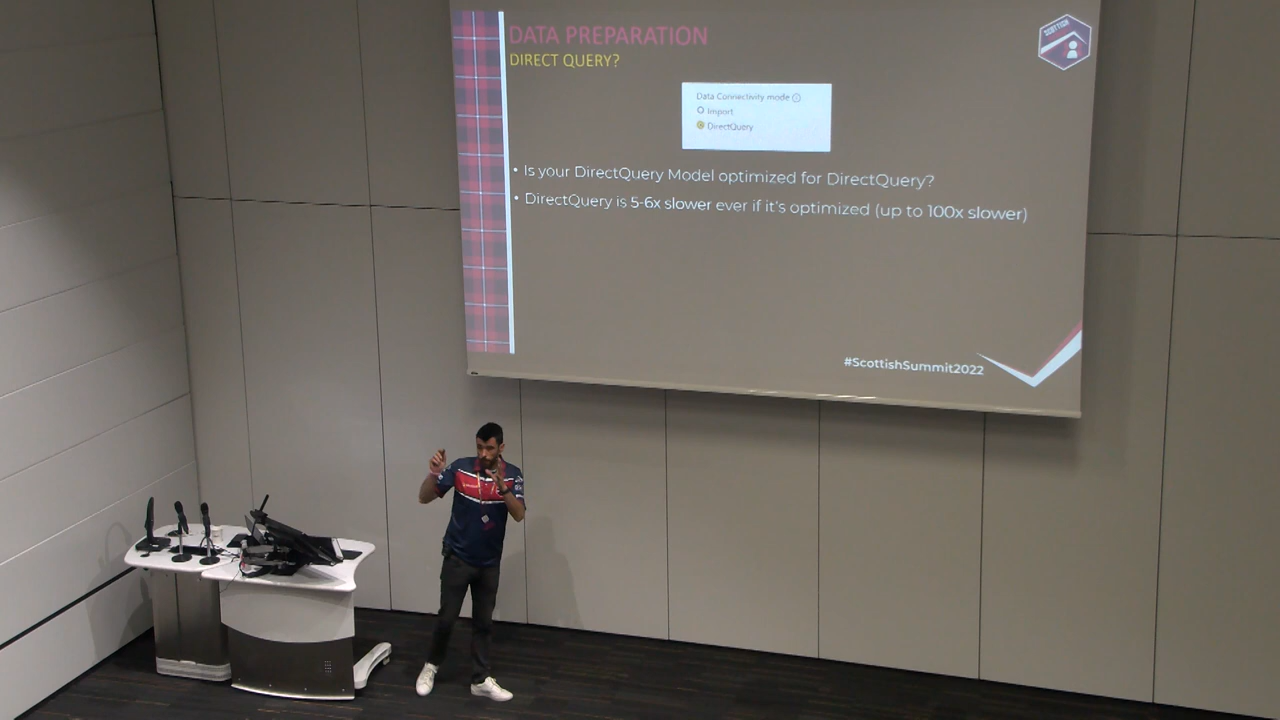 DATA PREPARATION
DIRECT QUERY?
SCOTTISH
Data Connectivity mode
Import
DirectQuery
• Is your DirectQuery Model optimized for DirectQuery?
• DirectQuery is 5-6x slower ever if it's optimized (up to 100x slower)
#ScottishSummit2022